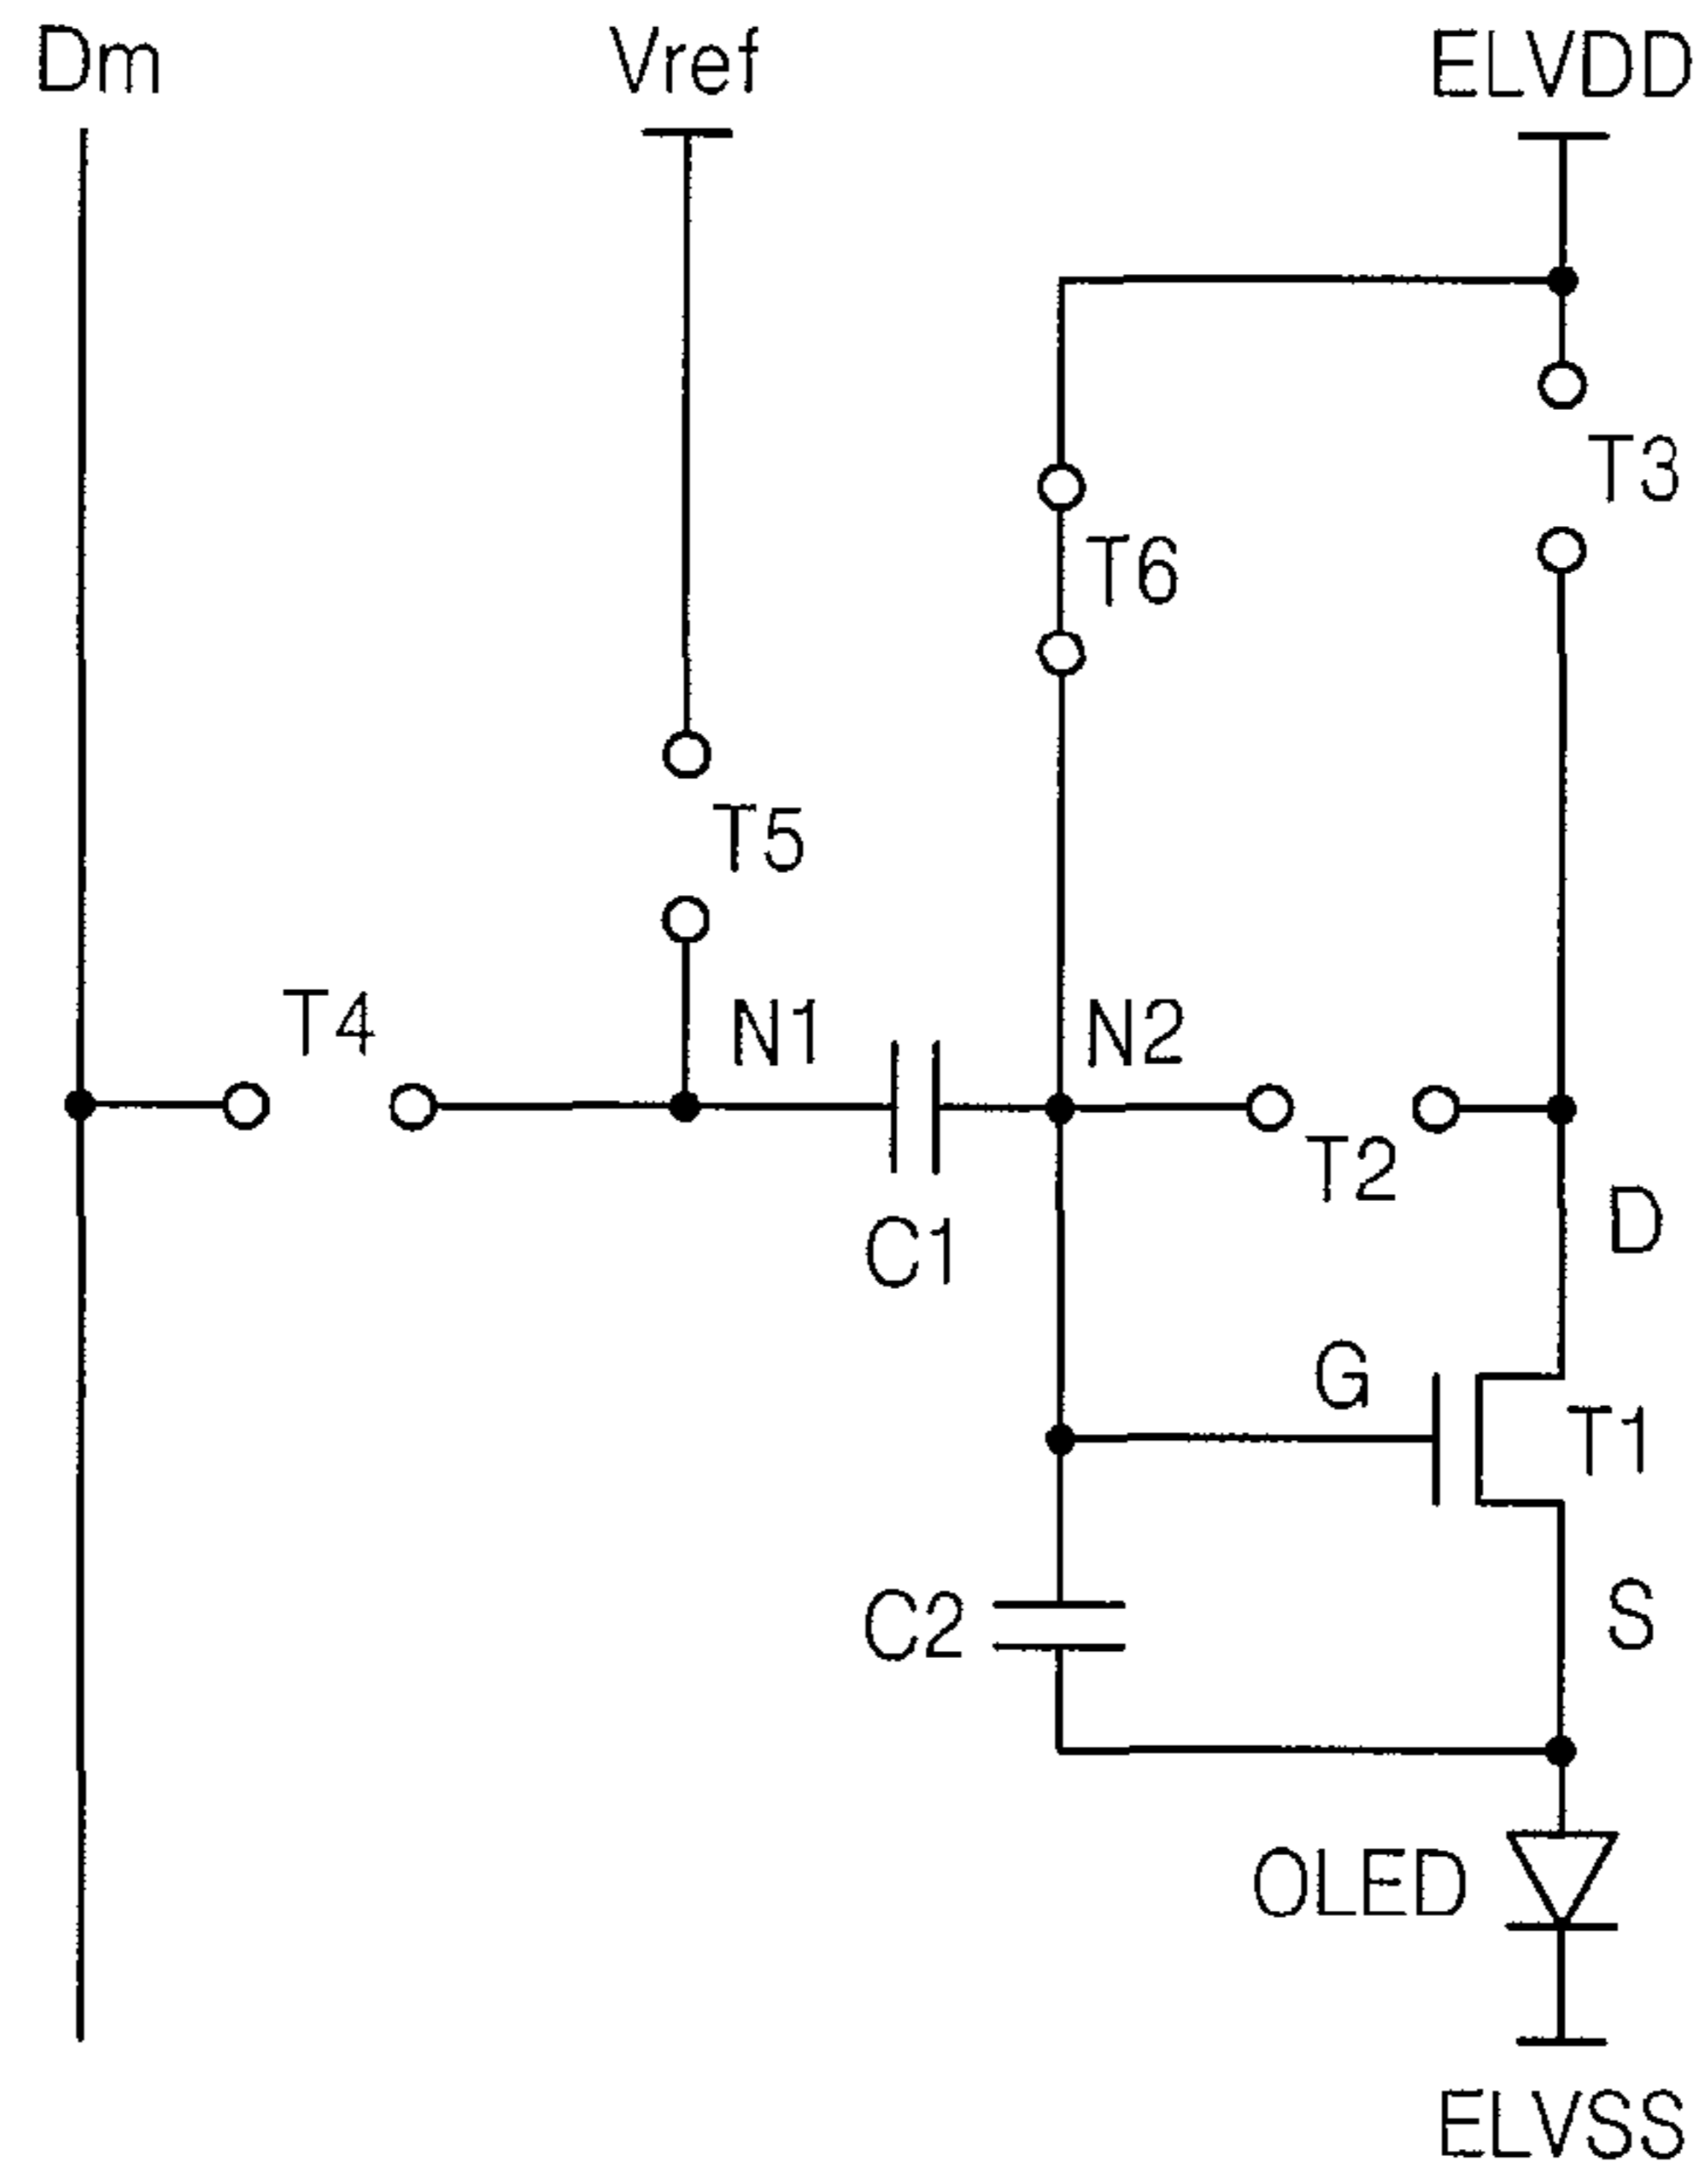 Dm Vref ELVDD
T3
T6
T5
T4 N1 N2
T2
D
C1
G
T1
C2 S
OLED
ELVSS